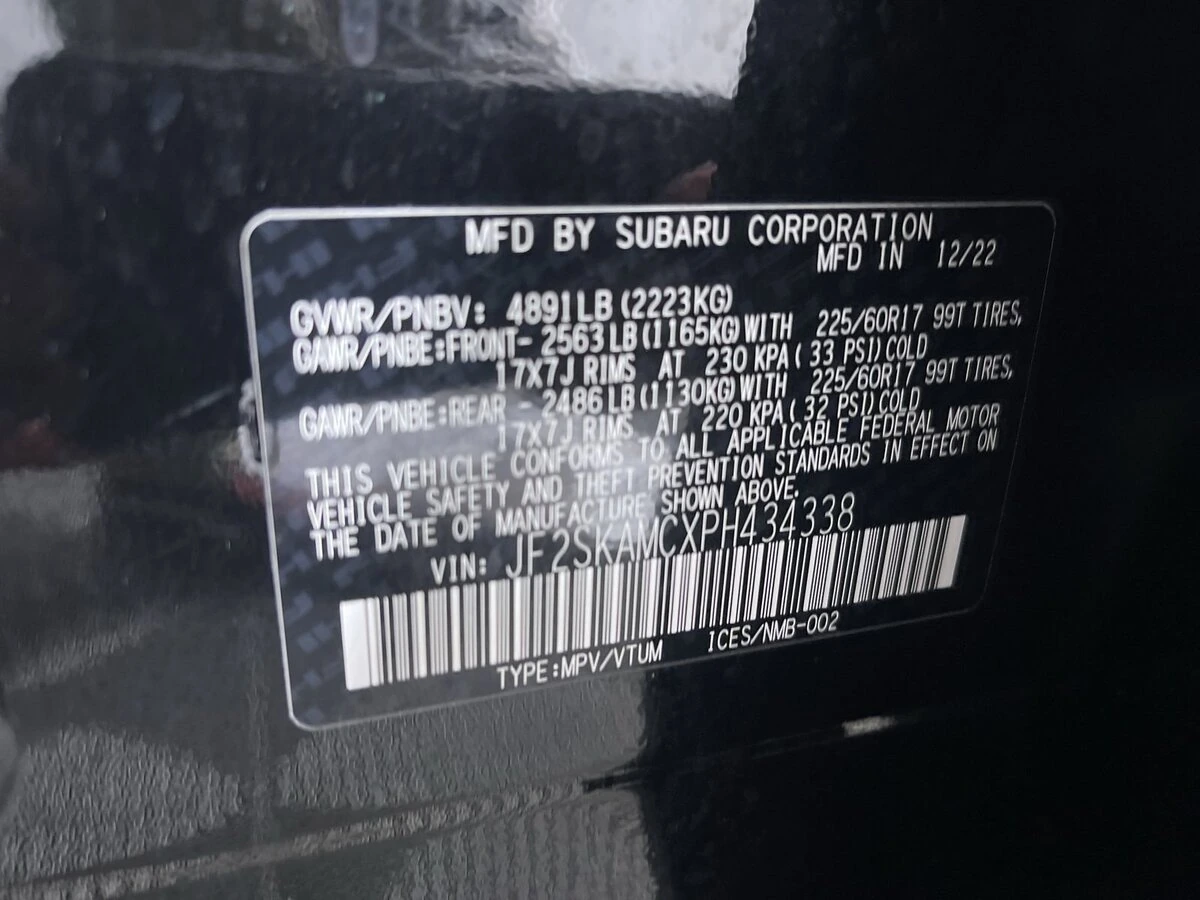 MFD BY SUBARU CORPORATION
MFD IN 12/22
GVWR/PNBV: 4891LB (2223KG)
GAWR/PNBE:FRONT- 2563LB(1165KG)WITH 225/60R17 99T TIRES,
17X7J RIMS AT 230 KPA( 33 PSI)COLD
GAWR/PNBE:REAR - 2486LB(1130KG)WITH 225/60R17 99T TIRES,
17X7J RIMS AT 220 KPA( 32 PSI)COLD
THIS VEHICLE CONFORMS TO ALL APPLICABLE FEDERAL MOTOR
VEHICLE SAFETY AND THEFT PREVENTION STANDARDS IN EFFECT ON
THE DATE OF MANUFACTURE SHOWN ABOVE.
VIN: JF2SKAMCXPH434338
TYPE:MPV/VTUM ICES/NMB-002